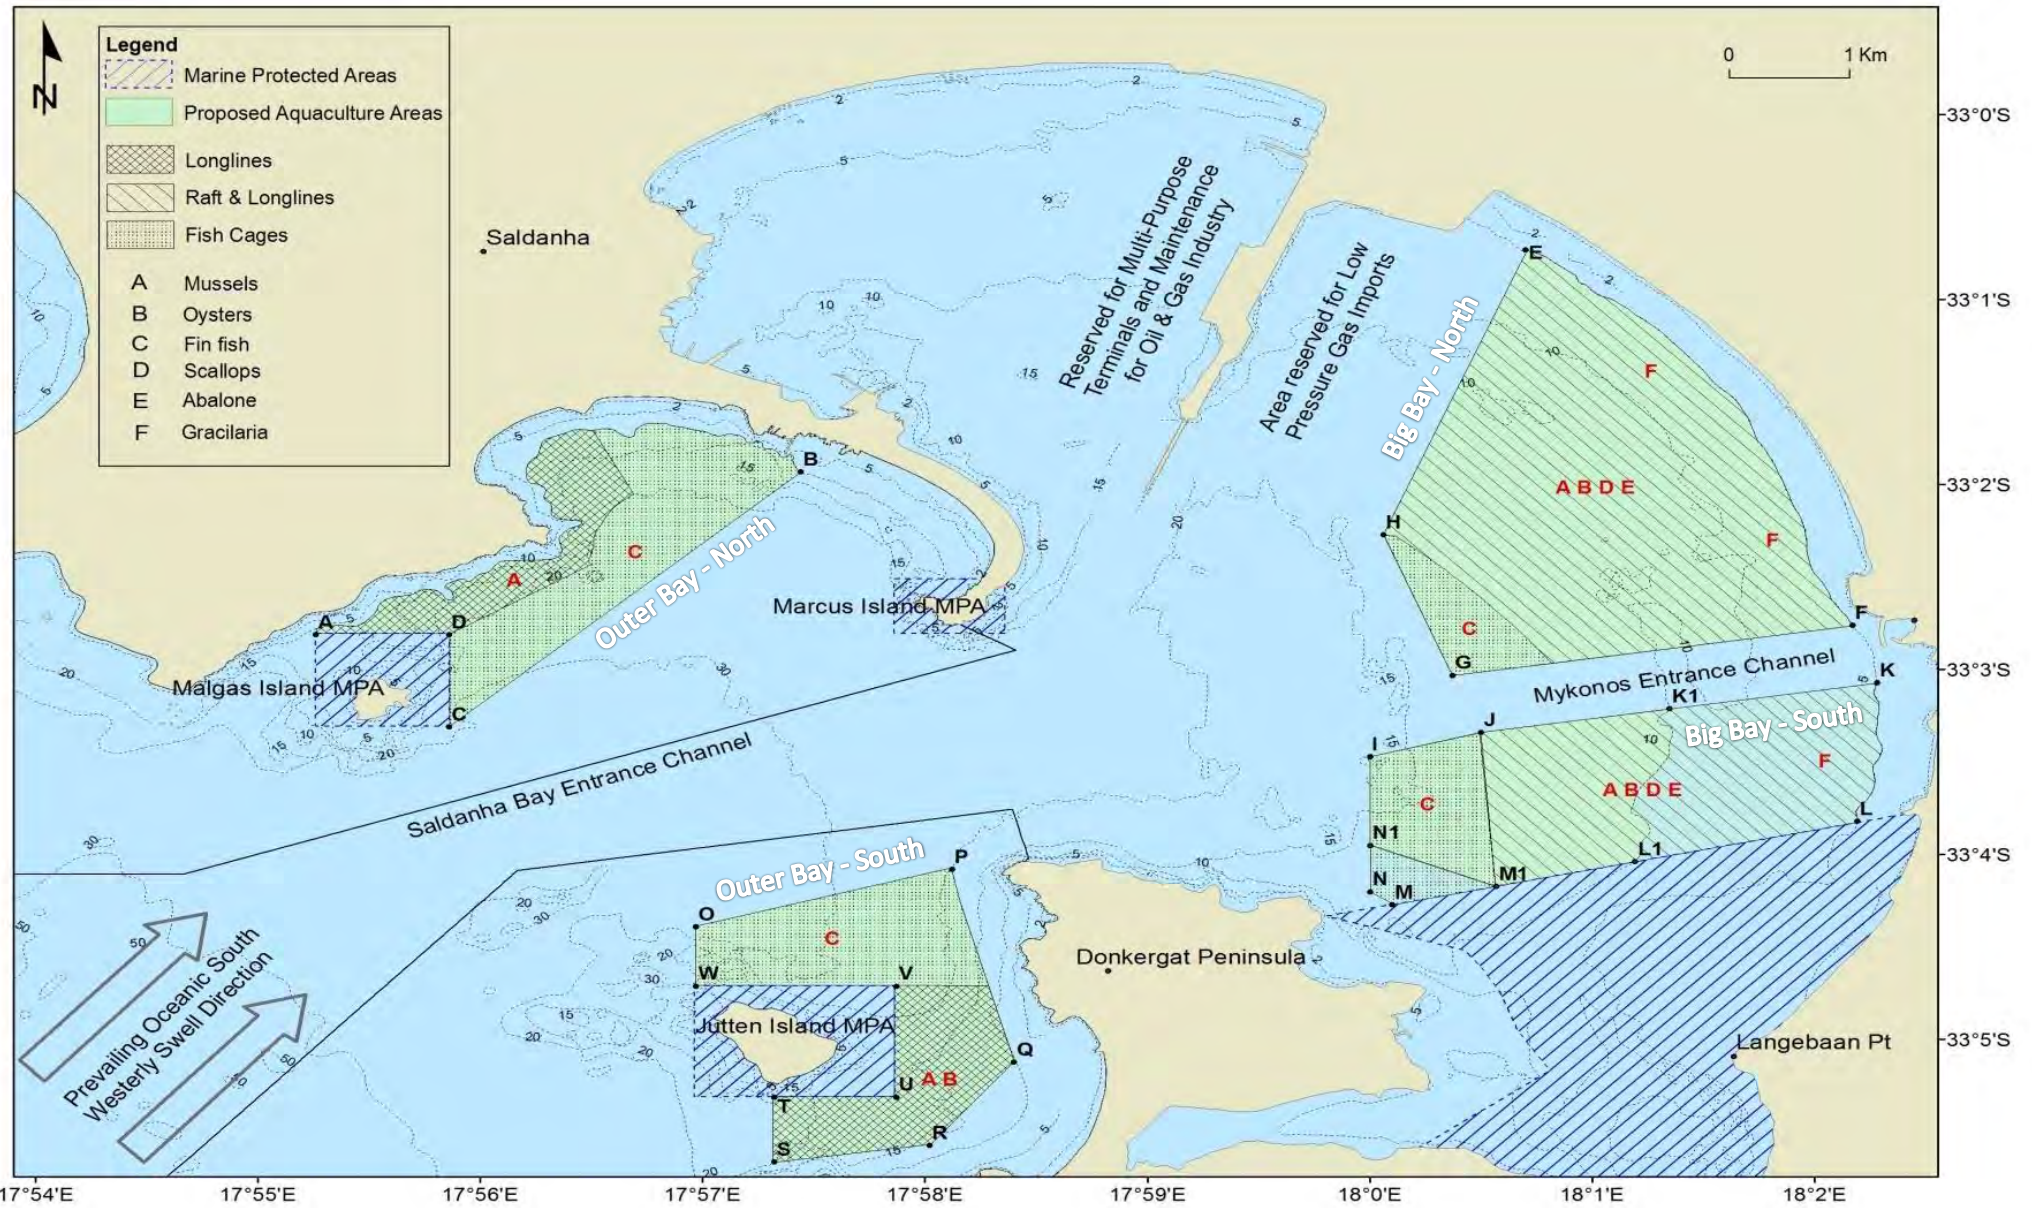 N
Legend
Marine Protected Areas
Proposed Aquaculture Areas
Longlines
Raft & Longlines
Fish Cages
A Mussels
B Oysters
C Fin fish
D Scallops
E Abalone
F Gracilaria
0 1 Km
33°0'S
33°1'S
33°2'S
33°3'S
33°4'S
33°5'S
Saldanha
Reserved for Multi-Purpose
Terminals and Maintenance
for Oil & Gas Industry
Area reserved for Low
Pressure Gas Imports
Big Bay - North
E
F
A B D E
F
H
C
G
F
Mykonos Entrance Channel
K
K1
Big Bay - South
J
I
C
A B D E
F
N1
N
M
M1
L1
L
B
C
A
Outer Bay - North
A
D
C
Malgas Island MPA
Marcus Island MPA
Saldanha Bay Entrance Channel
Outer Bay - South
P
O
C
W
V
Jutten Island MPA
Q
U
A B
T
R
S
Donkergat Peninsula
Langebaan Pt
Prevailing Oceanic South
Westerly Swell Direction
17°54'E
17°55'E
17°56'E
17°57'E
17°58'E
17°59'E
18°0'E
18°1'E
18°2'E